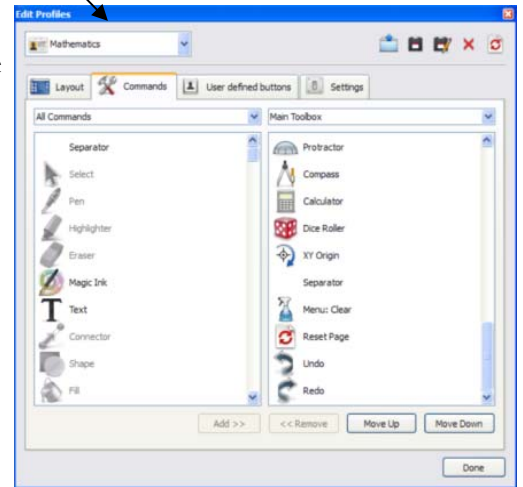 Edit Profiles
Mathematics
Layout
Commands
User defined buttons
Settings
All Commands
Main Toolbox
Separator
Select
Pen
Highlighter
Eraser
Magic Ink
Text
Connector
Shape
Fill
Protractor
Compass
Calculator
Dice Roller
XY Origin
Separator
Menu: Clear
Reset Page
Undo
Redo
Add >>
<< Remove
Move Up
Move Down
Done